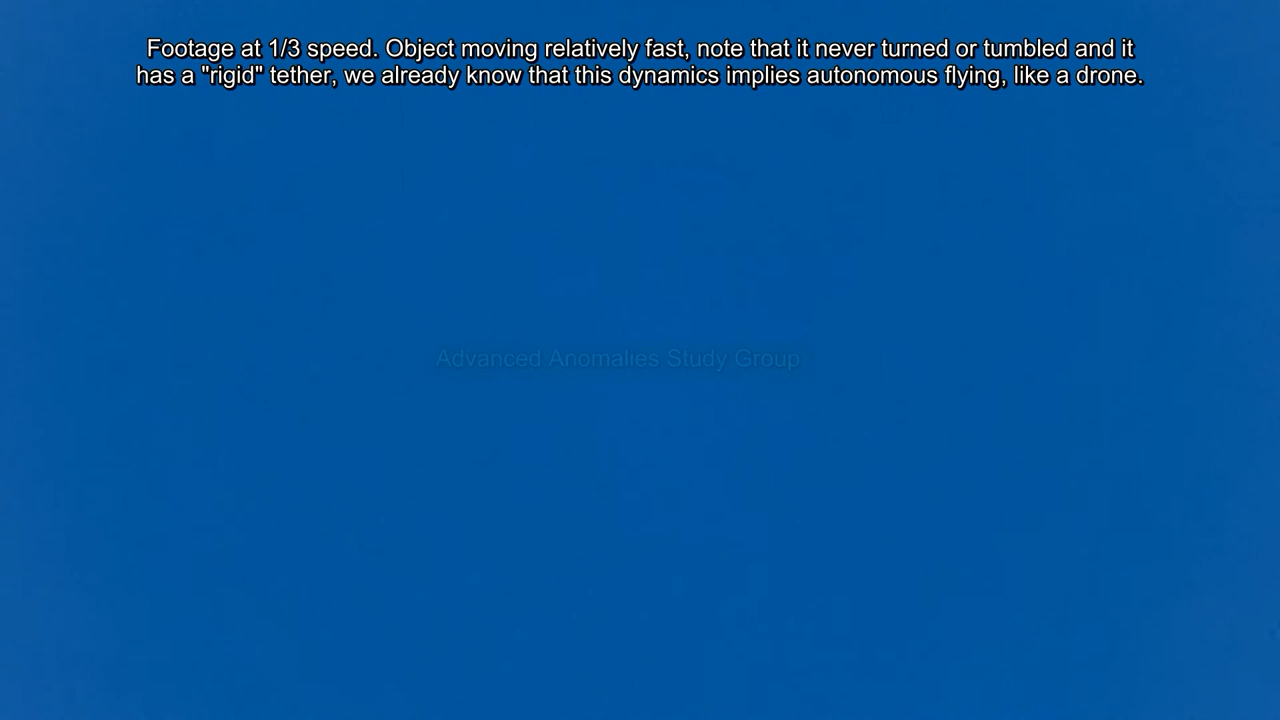 Footage at 1/3 speed. Object moving relatively fast, note that it never turned or tumbled and it
has a "rigid" tether, we already know that this dynamics implies autonomous flying, like a drone.
Advanced Anomalies Study Group